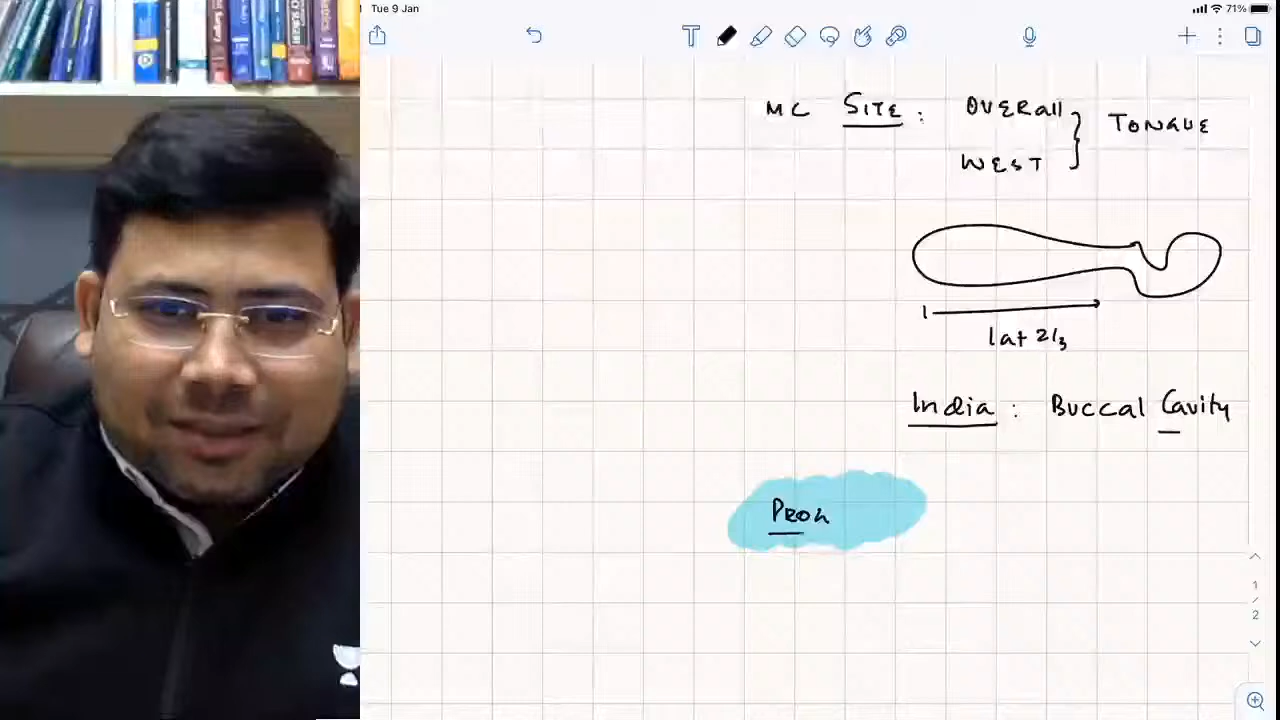 Tue 9 Jan
71%
T
MC SITE : OVERall
WEST
TONGUE
lat 2/3
India : Buccal Cavity
Prog
1
/
2